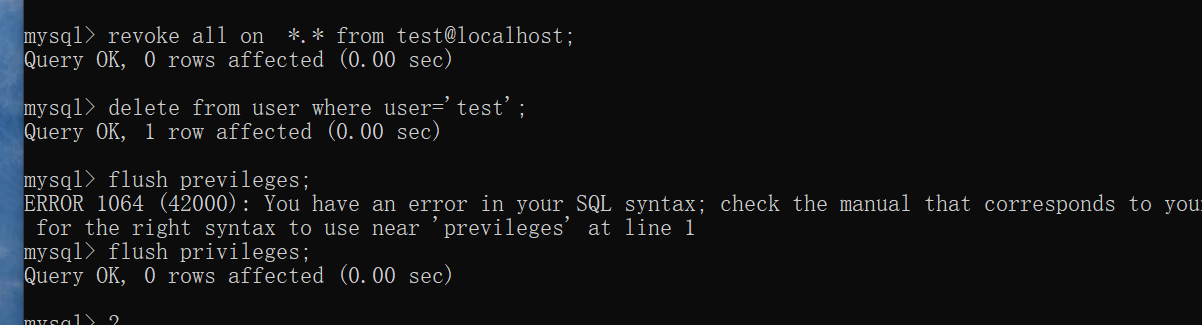 mysql> revoke all on  *.* from test@localhost;
Query OK, 0 rows affected (0.00 sec)
mysql> delete from user where user='test';
Query OK, 1 row affected (0.00 sec)
mysql> flush previleges;
ERROR 1064 (42000): You have an error in your SQL syntax; check the manual that corresponds to
for the right syntax to use near 'previleges' at line 1
mysql> flush privileges;
Query OK, 0 rows affected (0.00 sec)
mysql> ?